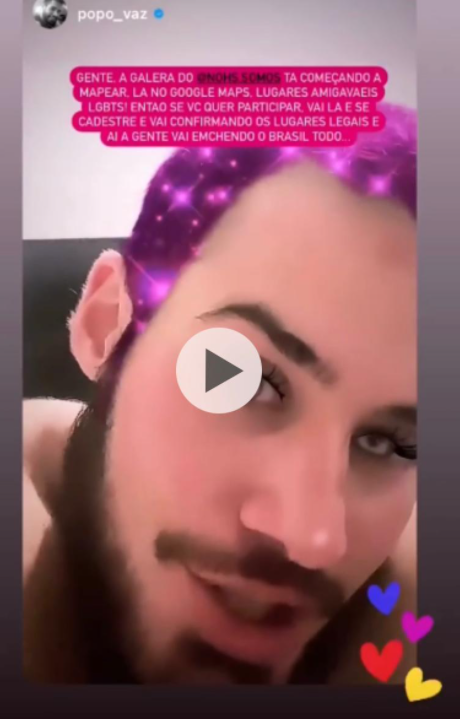 popo_vaz
GENTE, A GALERA DO @NOHS.SOMOS TA COMEÇANDO A
MAPEAR, LA NO GOOGLE MAPS, LUGARES AMIGAVAEIS
LGBTS! ENTAO SE VC QUER PARTICIPAR, VAI LA E SE
CADESTRE E VAI CONFIRMANDO OS LUGARES LEGAIS E
AI A GENTE VAI EMCHENDO O BRASIL TODO...